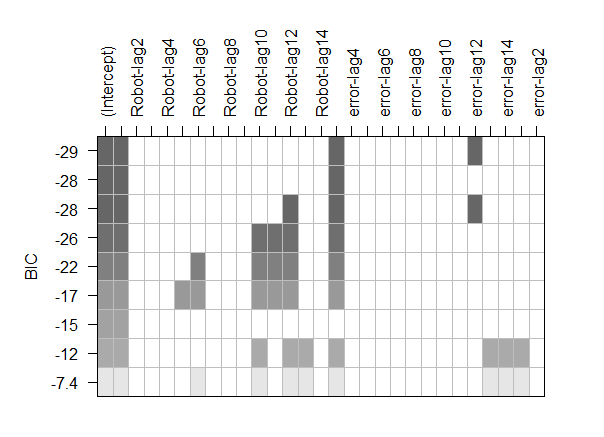 (Intercept)
Robot-lag2
Robot-lag4
Robot-lag6
Robot-lag8
Robot-lag10
Robot-lag12
Robot-lag14
error-lag4
error-lag6
error-lag8
error-lag10
error-lag12
error-lag14
error-lag2
BIC
-29
-28
-28
-26
-22
-17
-15
-12
-7.4